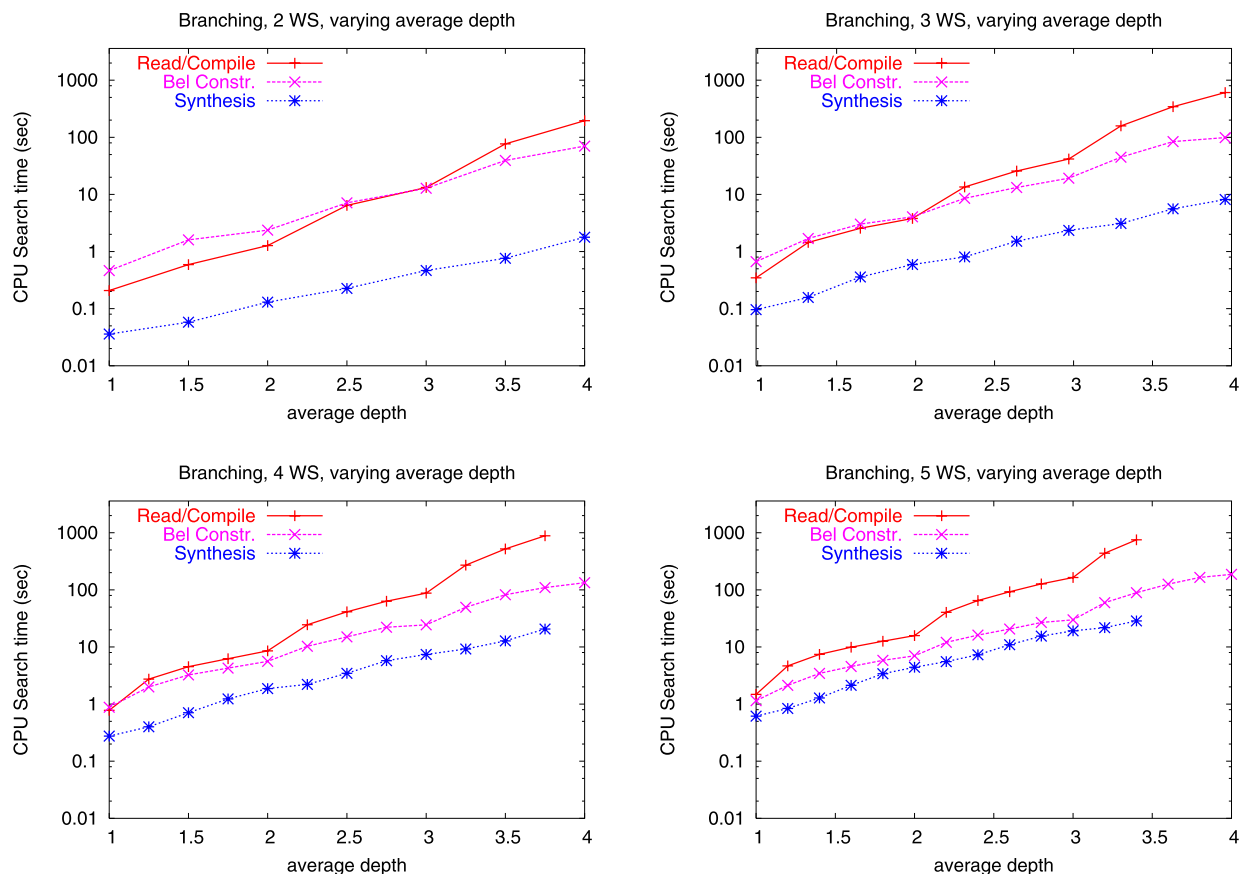 Branching, 2 WS, varying average depth
CPU Search time (sec)
1000
100
10
1
0.1
0.01
Read/Compile
Bel Constr.
Synthesis
1 1.5 2 2.5 3 3.5 4
average depth
Branching, 3 WS, varying average depth
CPU Search time (sec)
1000
100
10
1
0.1
0.01
Read/Compile
Bel Constr.
Synthesis
1 1.5 2 2.5 3 3.5 4
average depth
Branching, 4 WS, varying average depth
CPU Search time (sec)
1000
100
10
1
0.1
0.01
Read/Compile
Bel Constr.
Synthesis
1 1.5 2 2.5 3 3.5 4
average depth
Branching, 5 WS, varying average depth
CPU Search time (sec)
1000
100
10
1
0.1
0.01
Read/Compile
Bel Constr.
Synthesis
1 1.5 2 2.5 3 3.5 4
average depth